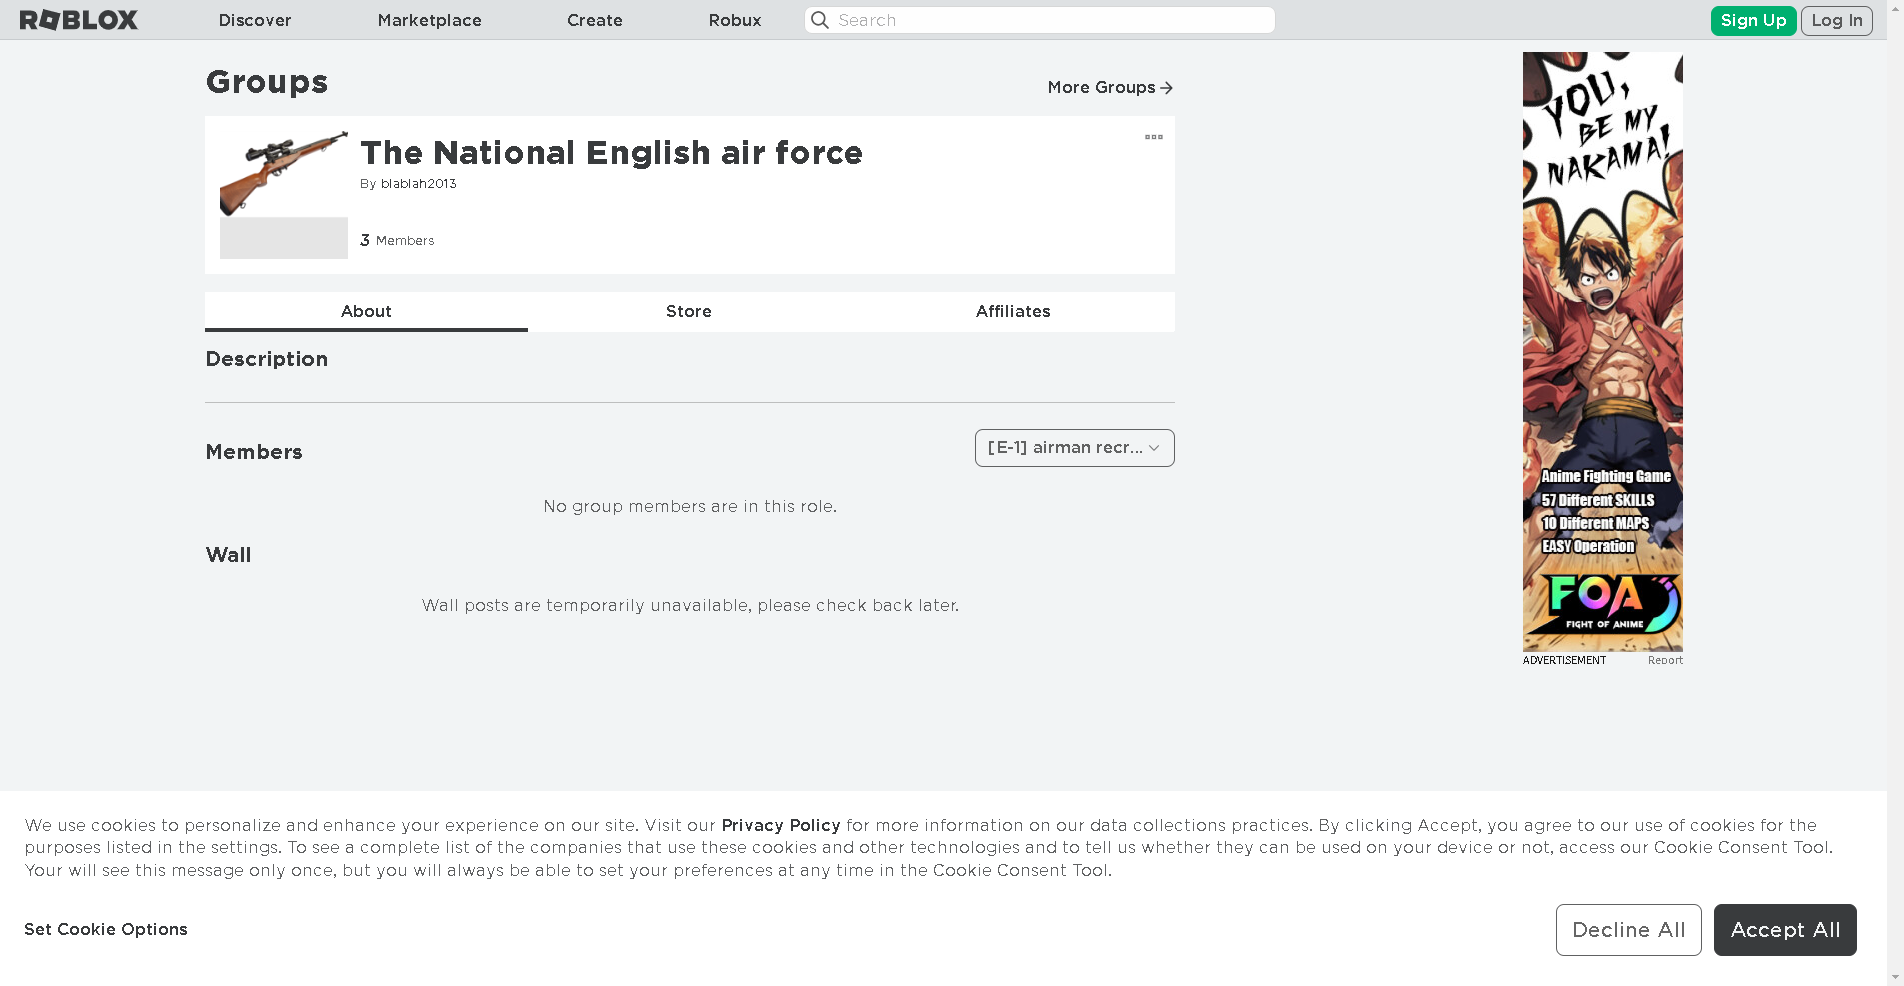 ROBLOX
Discover
Marketplace
Create
Robux
Search
Sign Up
Log In
Groups
More Groups
The National English air force
By blablah2013
3 Members
About
Store
Affiliates
Description
Members
[E-1] airman recr...
No group members are in this role.
Wall
Wall posts are temporarily unavailable, please check back later.
YOU,
BE MY
NAKAMA!
Anime Fighting Game
57 Different SKILLS
10 Different MAPS
EASY Operation
FOA
FIGHT OF ANIME
ADVERTISEMENT
Report
We use cookies to personalize and enhance your experience on our site. Visit our Privacy Policy for more information on our data collections practices. By clicking Accept, you agree to our use of cookies for the
purposes listed in the settings. To see a complete list of the companies that use these cookies and other technologies and to tell us whether they can be used on your device or not, access our Cookie Consent Tool.
Your will see this message only once, but you will always be able to set your preferences at any time in the Cookie Consent Tool.
Set Cookie Options
Decline All
Accept All